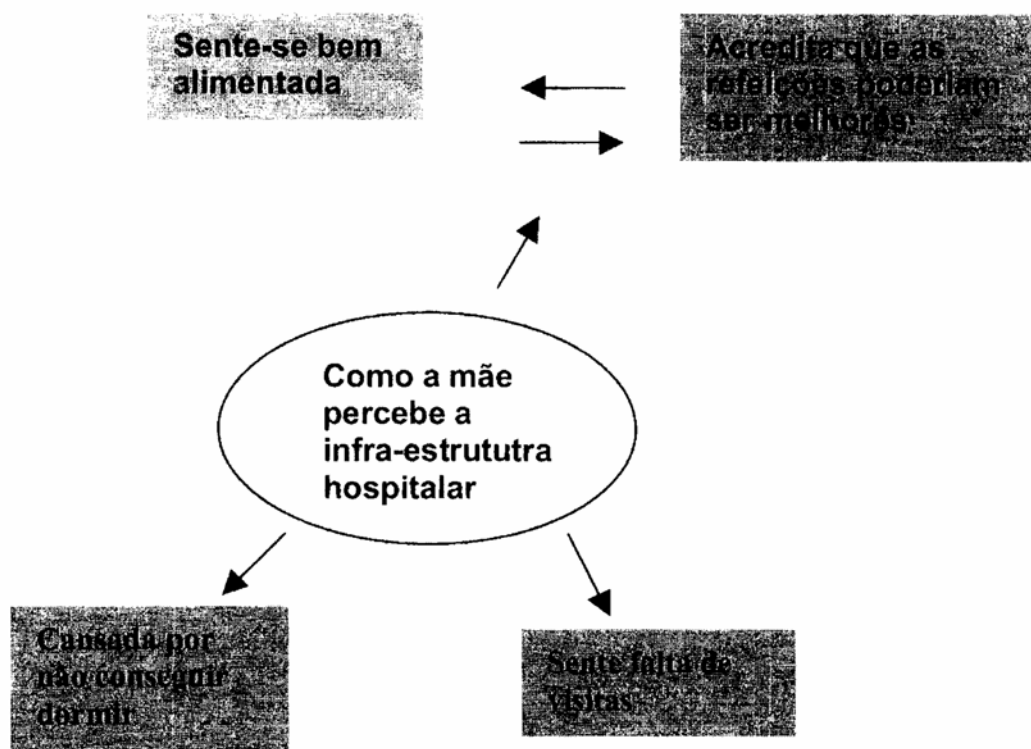 Sente-se bem
alimentada
Acredita que as
refeições poderiam
ser melhores
Como a mãe
percebe a
infra-estrututra
hospitalar
Cansada por
não conseguir
dormir
Sente falta de
visitas